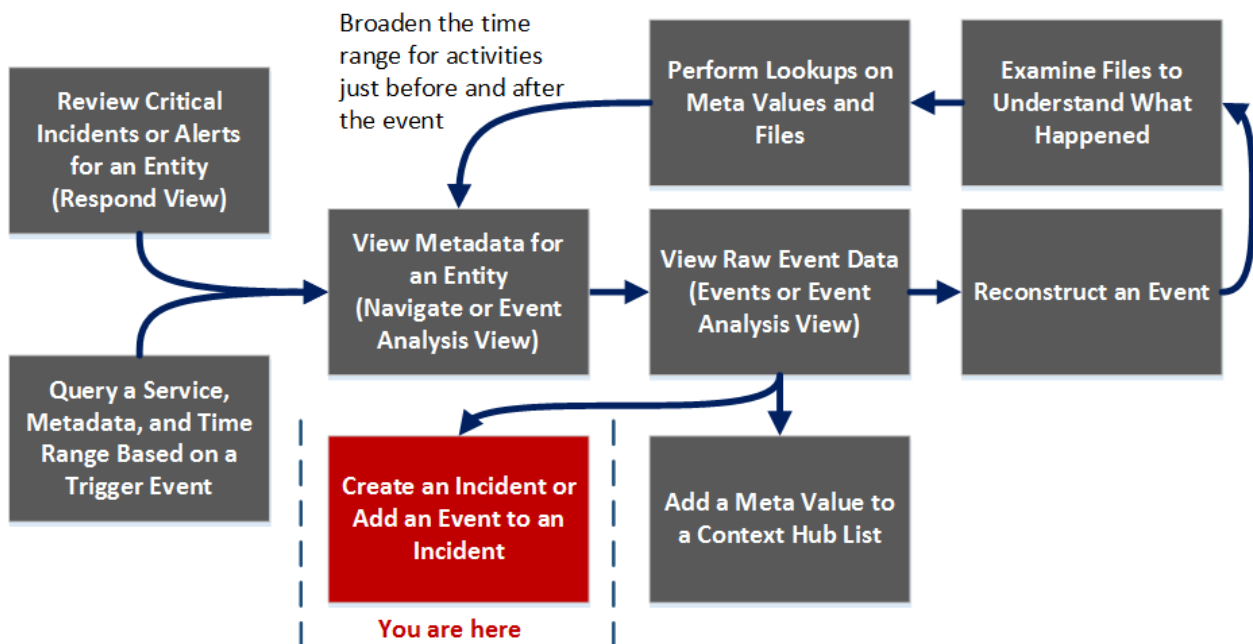 Broaden the time
range for activities
just before and after
the event
Review Critical
Incidents or Alerts
for an Entity
(Respond View)
Perform Lookups on
Meta Values and
Files
Examine Files to
Understand What
Happened
View Metadata for
an Entity
(Navigate or Event
Analysis View)
View Raw Event Data
(Events or Event
Analysis View)
Reconstruct an Event
Query a Service,
Metadata, and Time
Range Based on a
Trigger Event
Create an Incident or
Add an Event to an
Incident
Add a Meta Value to
a Context Hub List
You are here